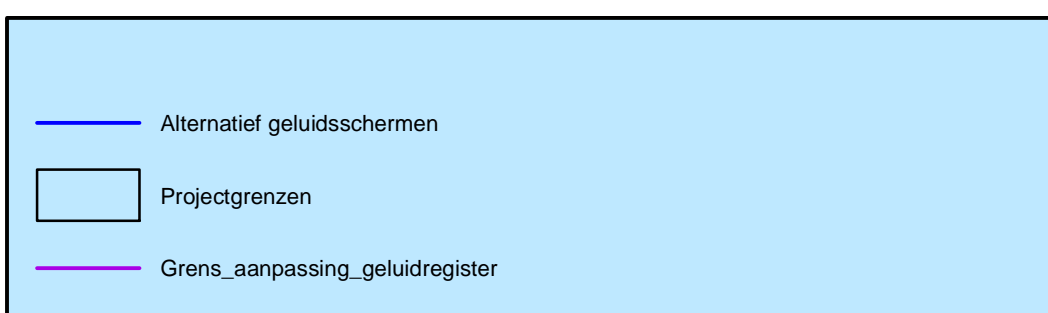 Alternatief geluidsschermen
Projectgrenzen
Grens_aanpassing_geluidregister